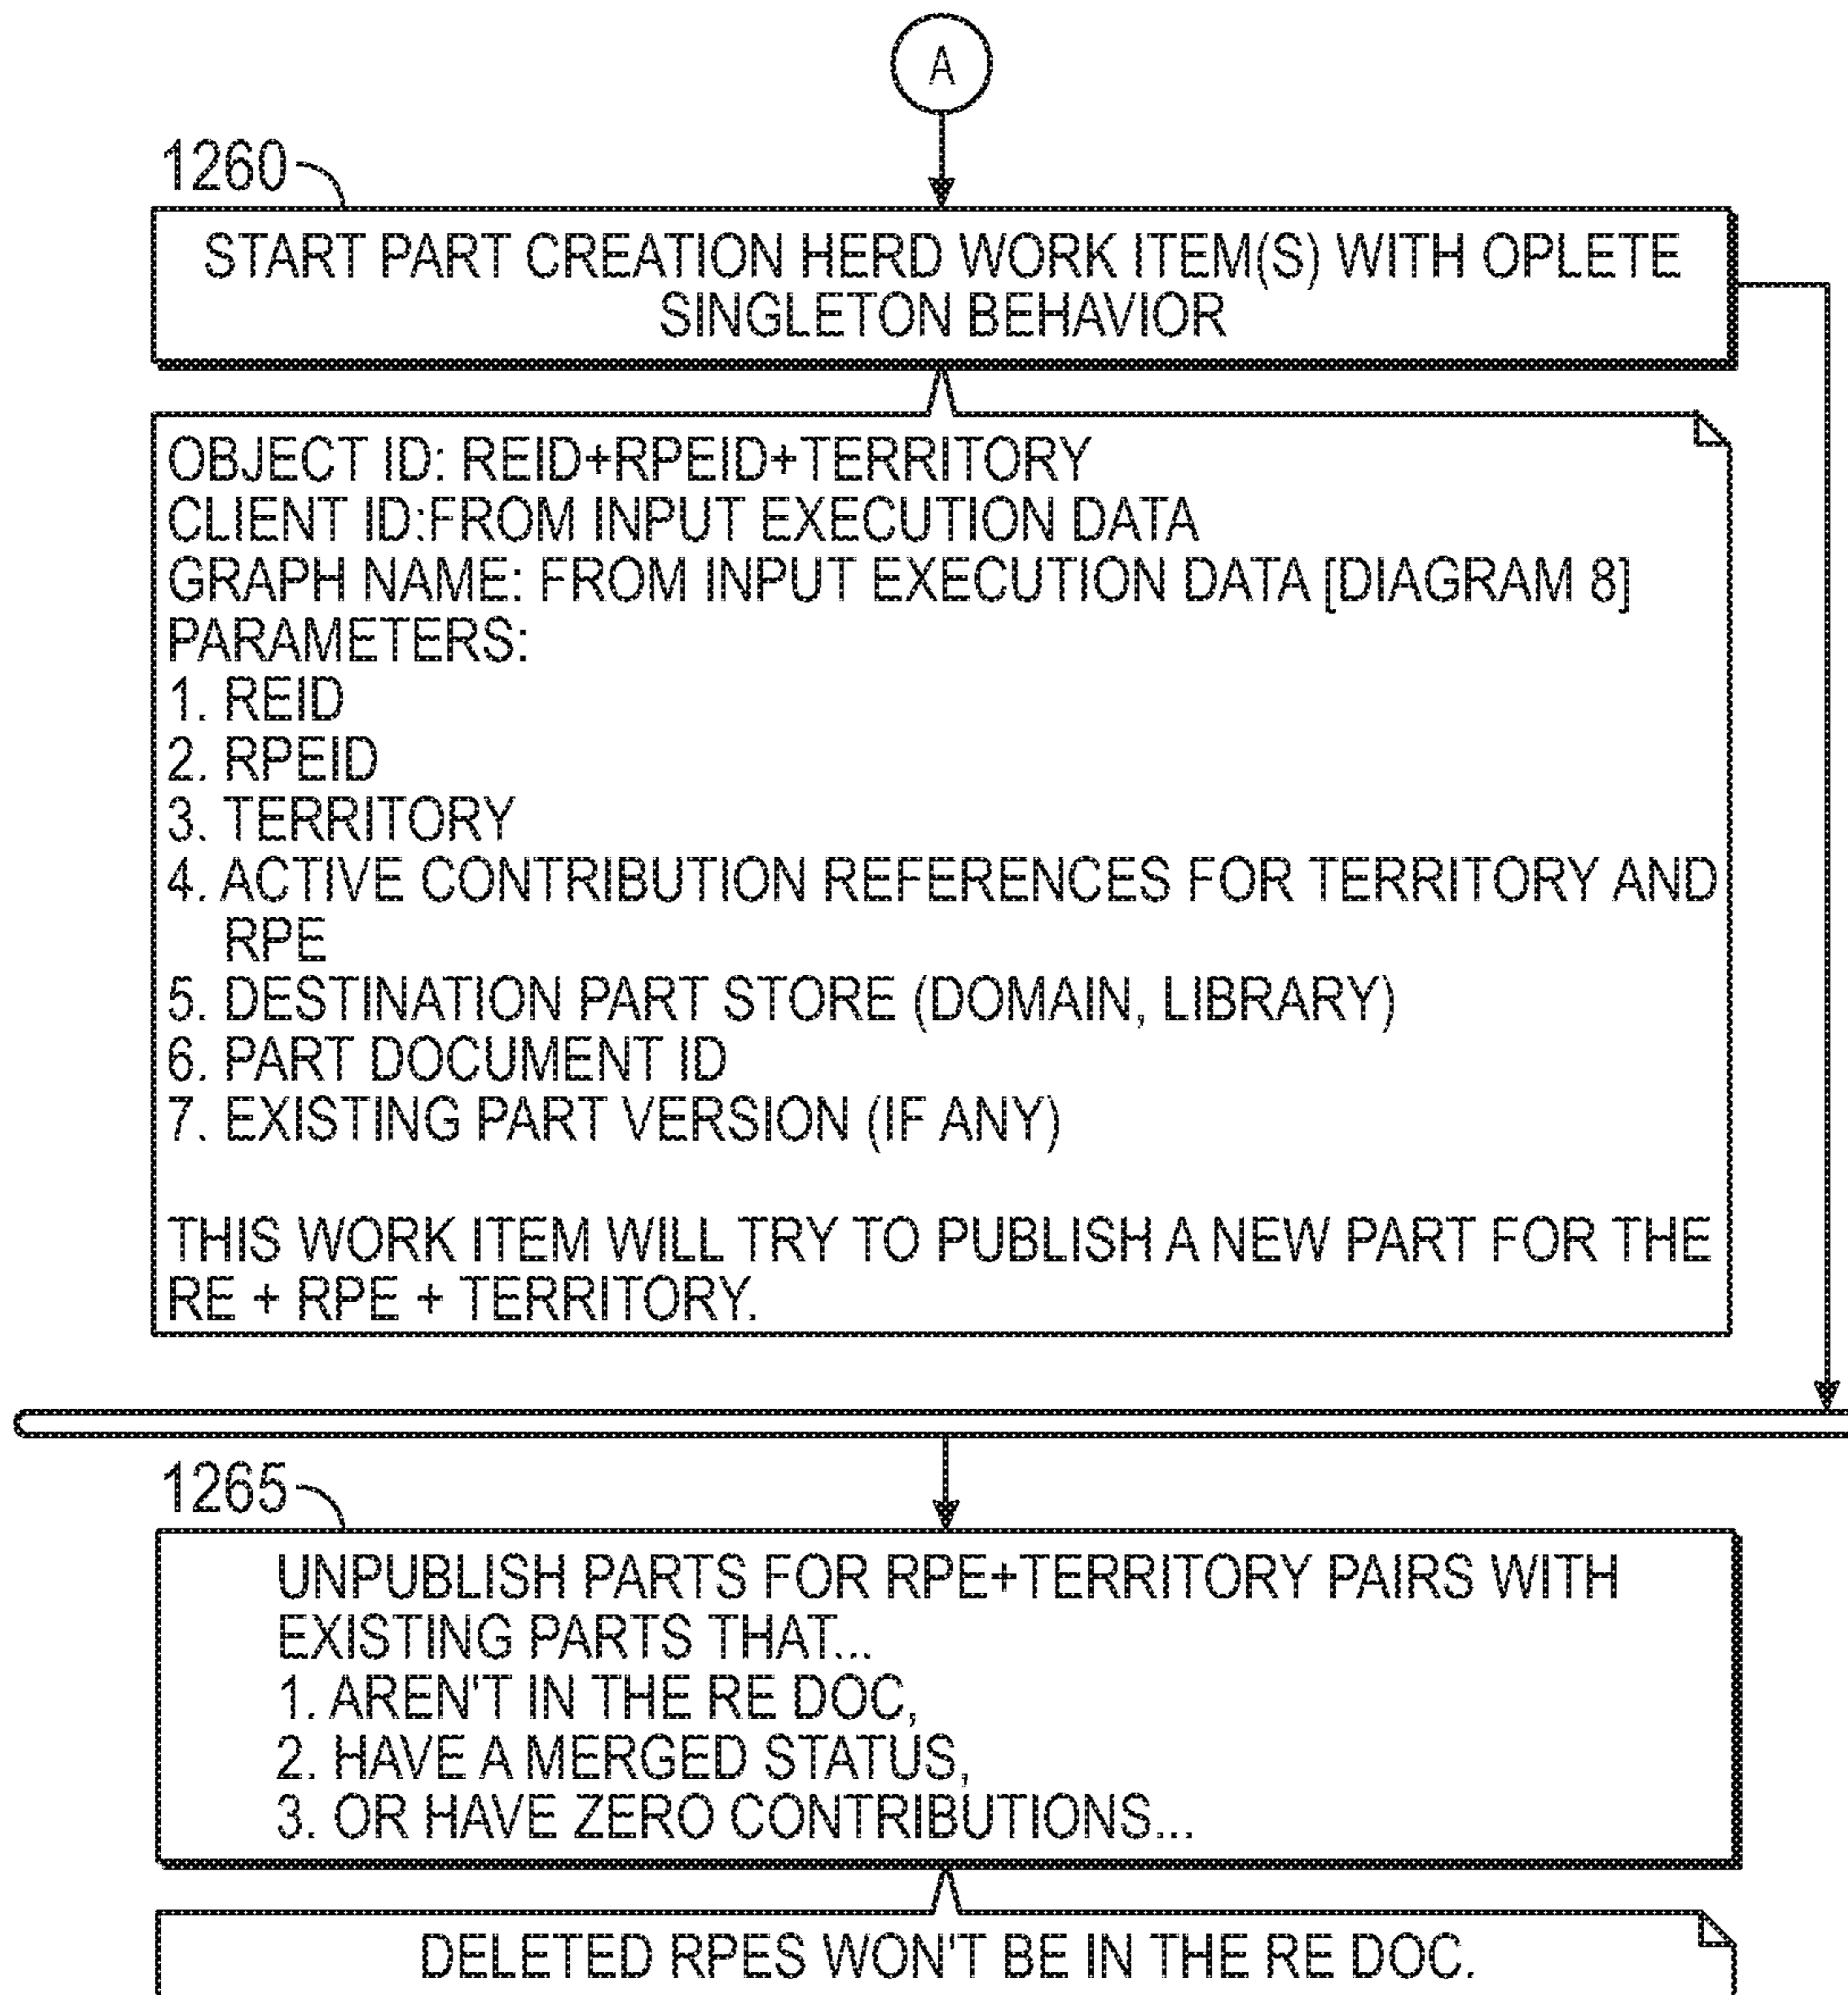 A
1260
START PART CREATION HERD WORK ITEM(S) WITH OPLETE
SINGLETON BEHAVIOR
OBJECT ID: REID+RPEID+TERRITORY
CLIENT ID:FROM INPUT EXECUTION DATA
GRAPH NAME: FROM INPUT EXECUTION DATA [DIAGRAM 8]
PARAMETERS:
1. REID
2. RPEID
3. TERRITORY
4. ACTIVE CONTRIBUTION REFERENCES FOR TERRITORY AND
RPE
5. DESTINATION PART STORE (DOMAIN, LIBRARY)
6. PART DOCUMENT ID
7. EXISTING PART VERSION (IF ANY)
THIS WORK ITEM WILL TRY TO PUBLISH A NEW PART FOR THE
RE + RPE + TERRITORY.
1265
UNPUBLISH PARTS FOR RPE+TERRITORY PAIRS WITH
EXISTING PARTS THAT...
1. AREN'T IN THE RE DOC,
2. HAVE A MERGED STATUS,
3. OR HAVE ZERO CONTRIBUTIONS...
DELETED RPES WON'T BE IN THE RE DOC.